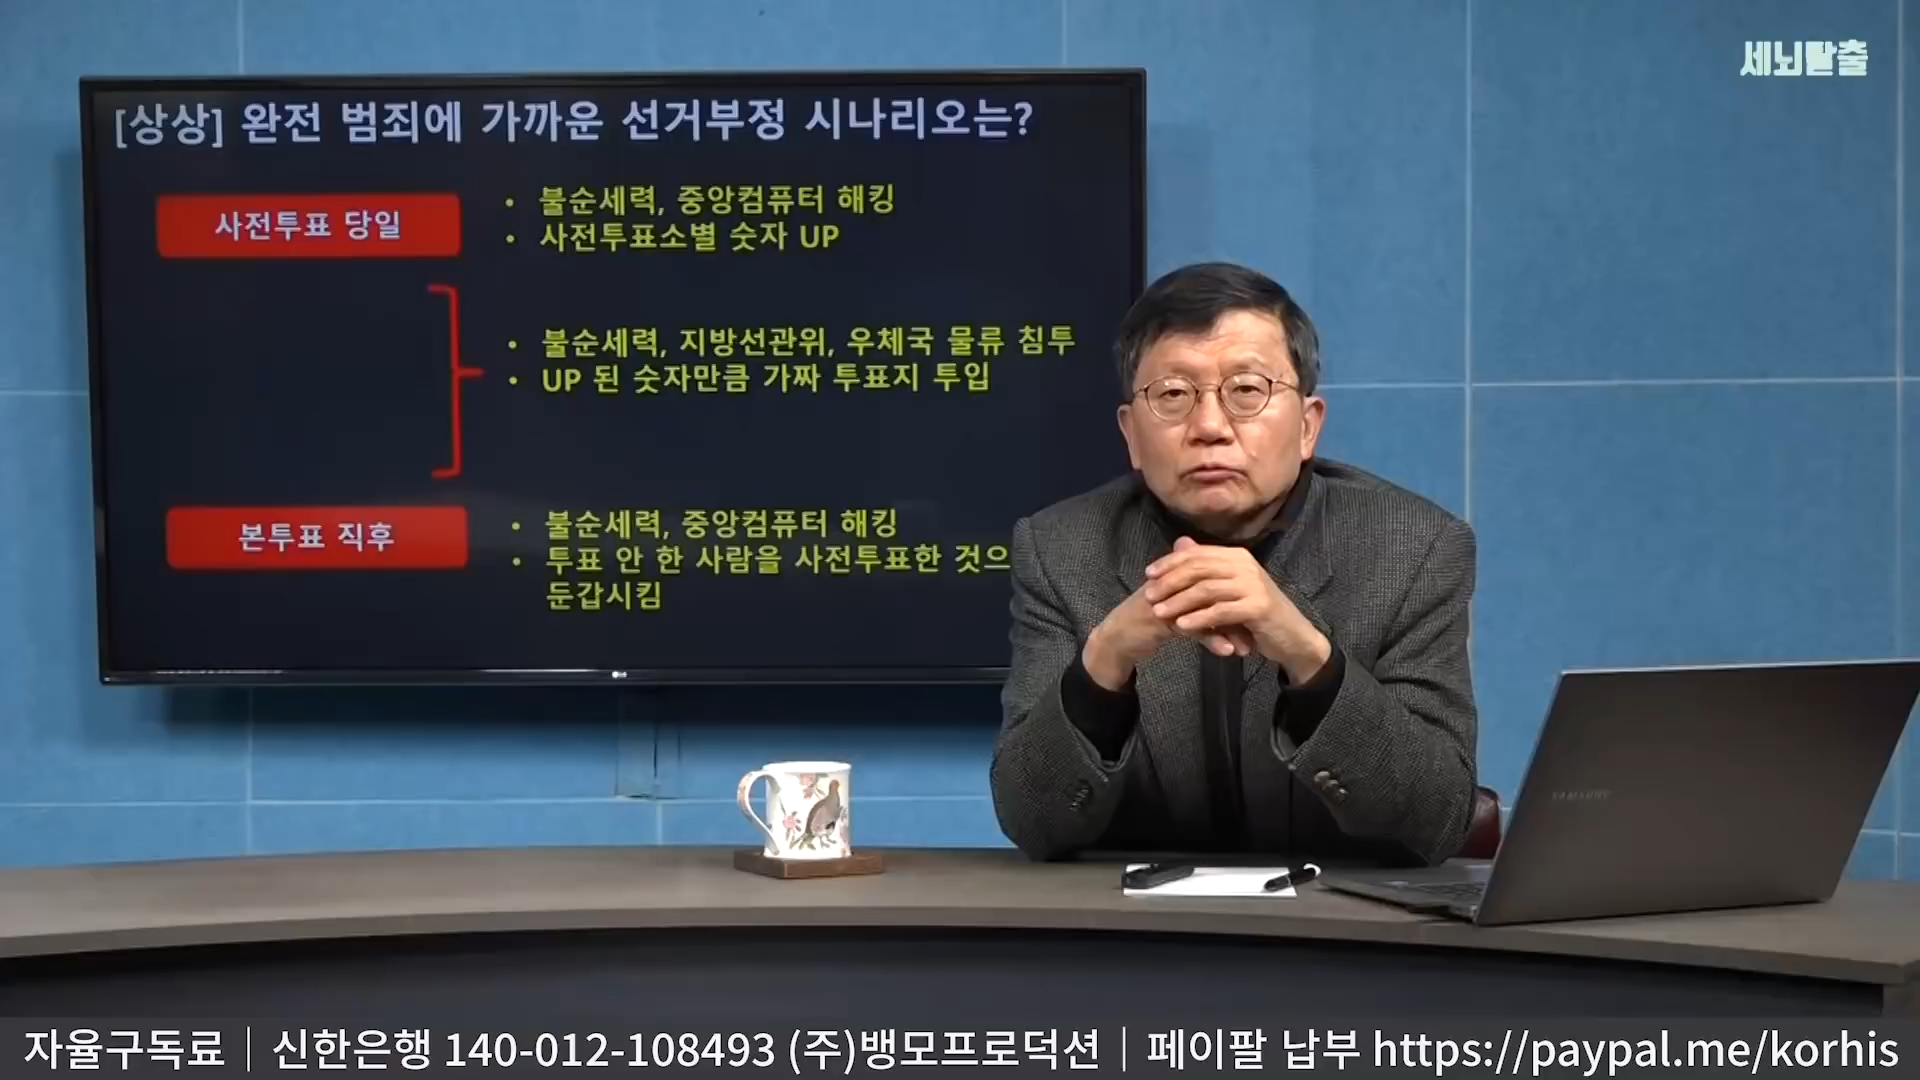 세뇌탈출
[상상] 완전 범죄에 가까운 선거부정 시나리오는?
사전투표 당일
• 불순세력, 중앙컴퓨터 해킹
• 사전투표소별 숫자 UP
• 불순세력, 지방선관위, 우체국 물류 침투
• UP 된 숫자만큼 가짜 투표지 투입
본투표 직후
• 불순세력, 중앙컴퓨터 해킹
• 투표 안 한 사람을 사전투표한 것으
둔갑시킴
LG
자율구독료｜신한은행 140-012-108493 (주)뱅모프로덕션｜페이팔 납부 https://paypal.me/korhis